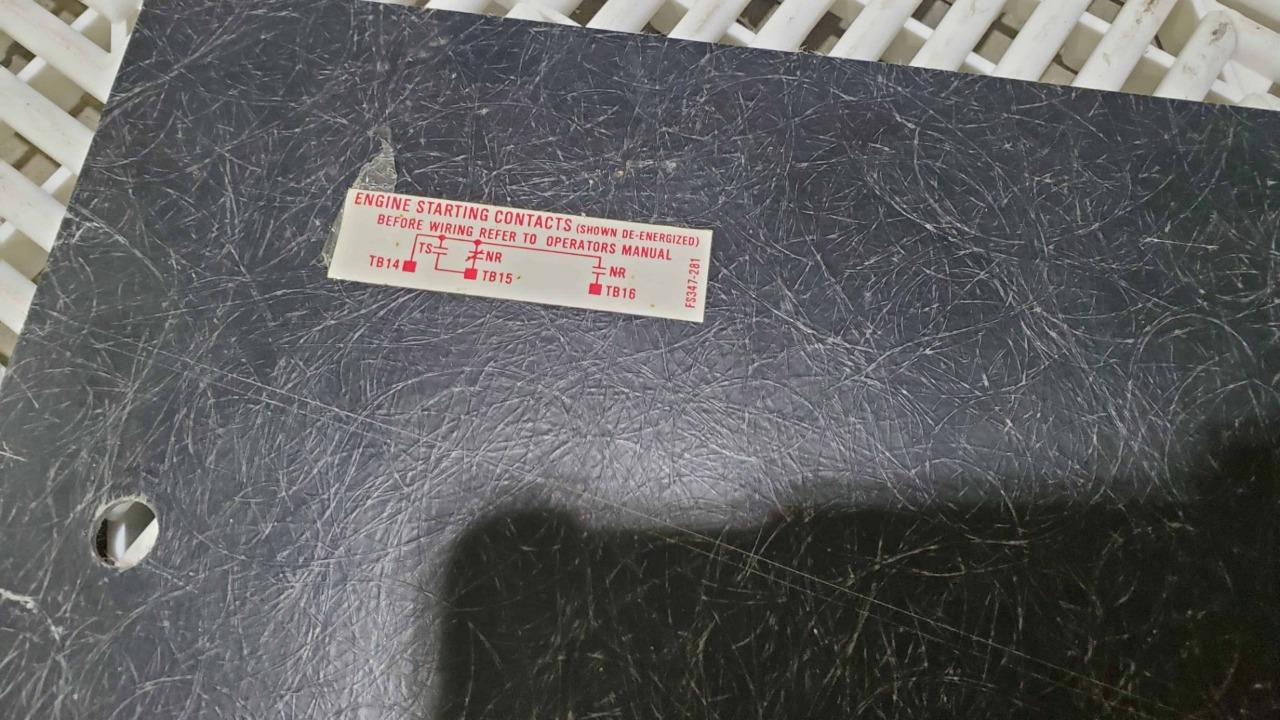 ENGINE STARTING CONTACTS (SHOWN DE-ENERGIZED)
BEFORE WIRING REFER TO OPERATORS MANUAL
TS NR NR
TB14 TB15 TB16
FS347-281